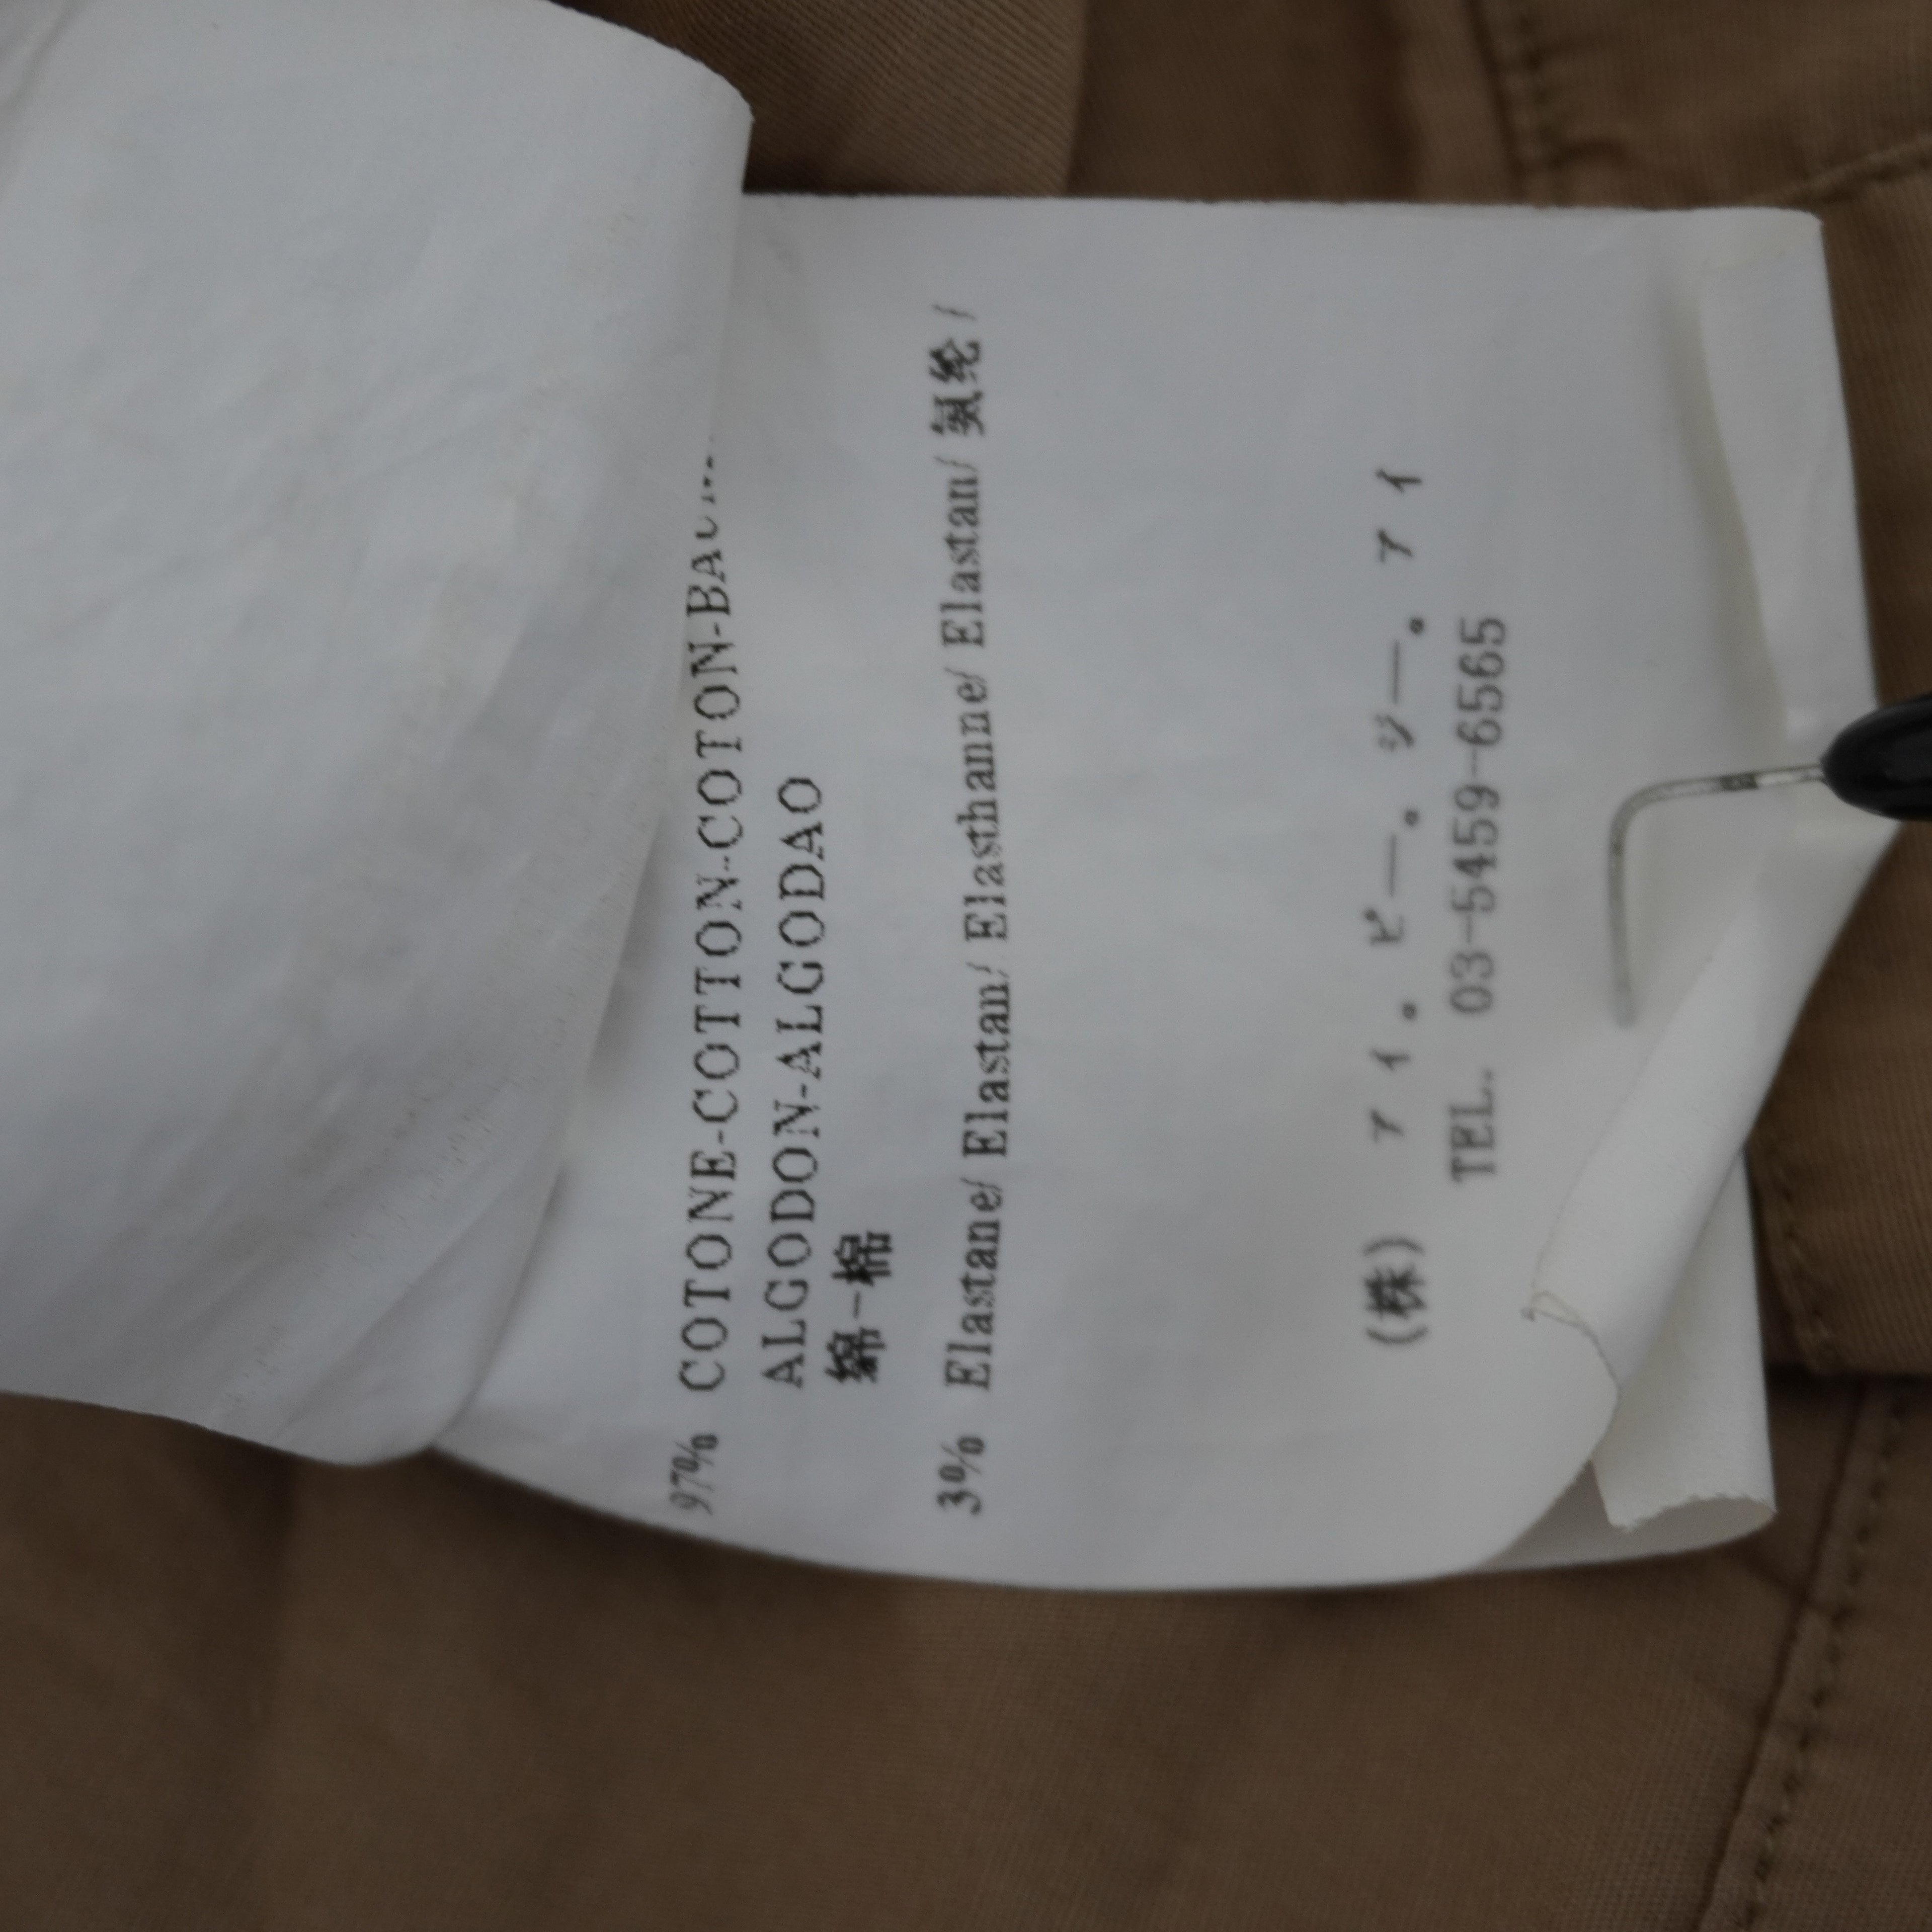 97% COTONE-COTTON-COTON-BAU
ALGODON-ALGODAO
綿-棉
3% Elastane/ Elastan/ Elasthanne/ Elastan/ 氨纶 /
(株) アイ。ピー。ジー。アイ
TEL. 03-5459-6565